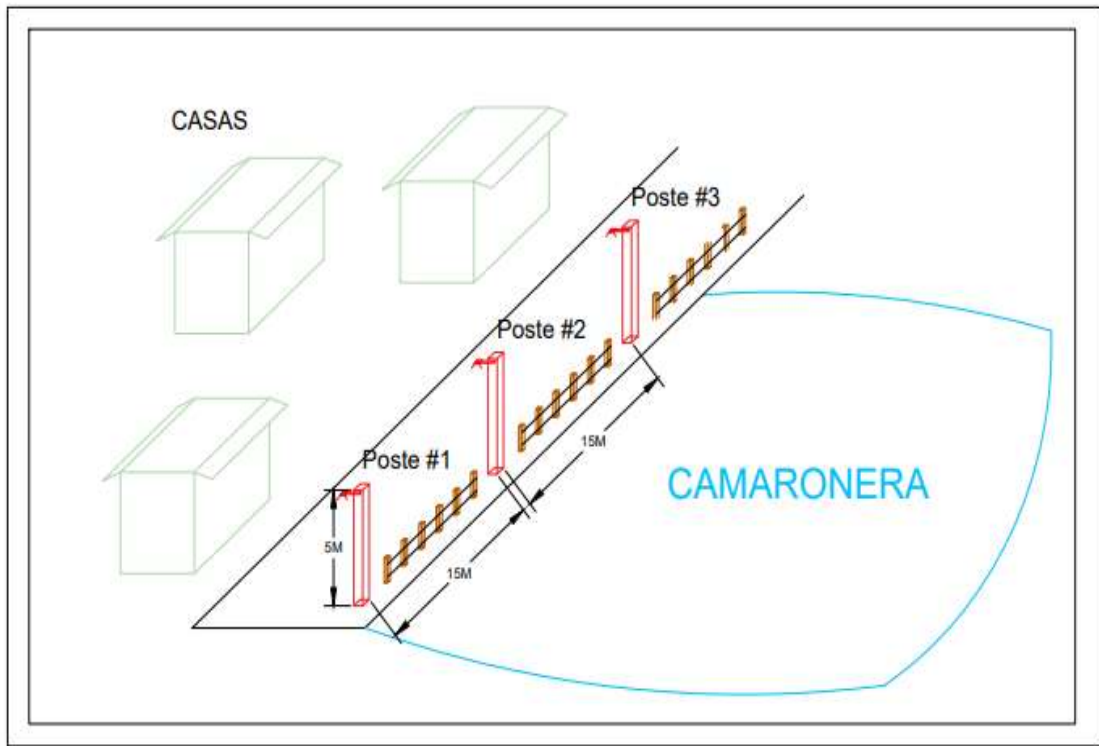 CASAS
Poste #3
Poste #2
15M
Poste #1
CAMARONERA
5M
15M